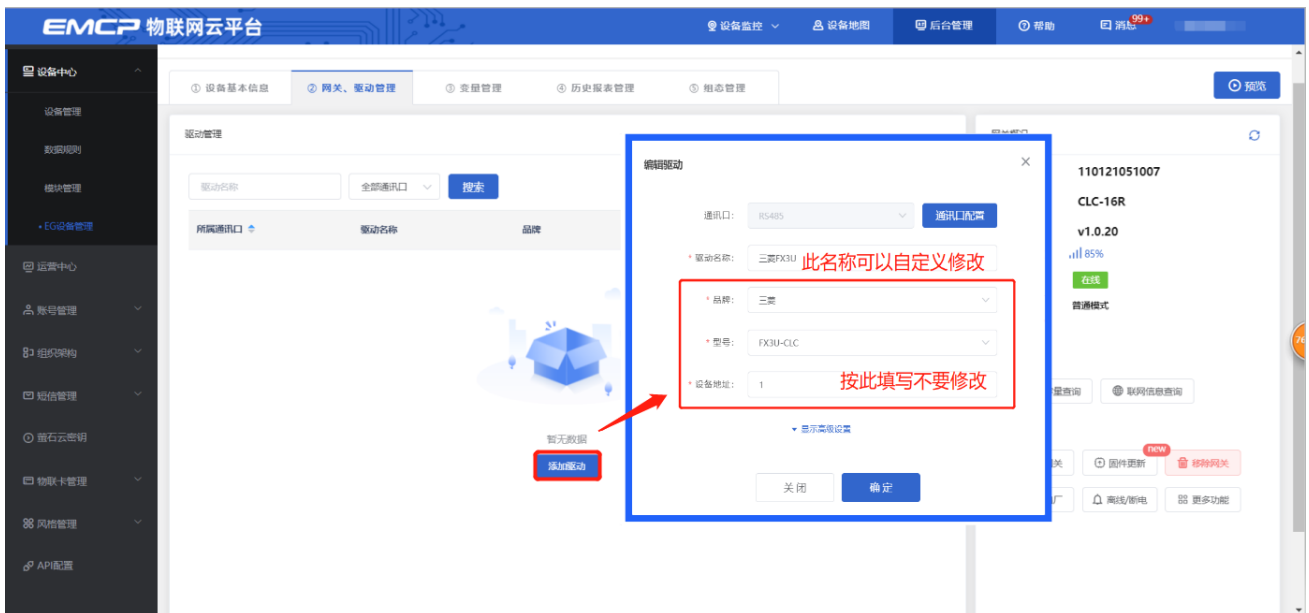 EMCP 物联网云平台
设备监控
设备地图
后台管理
帮助
消息
99+
设备中心
设备管理
数据规则
模块管理
EG设备管理
运营中心
账号管理
组织架构
短信管理
萤石云密钥
物联卡管理
风格管理
API配置
① 设备基本信息
② 网关、驱动管理
③ 变量管理
④ 历史报表管理
⑤ 组态管理
预览
驱动管理
驱动名称
全部通讯口
搜索
所属通讯口
驱动名称
品牌
暂无数据
添加驱动
编辑驱动
通讯口: RS485
通讯口配置
* 驱动名称: 三菱FX3U
此名称可以自定义修改
* 品牌: 三菱
* 型号: FX3U-CLC
* 设备地址: 1
按此填写不要修改
显示高级设置
关闭
确定
110121051007
CLC-16R
v1.0.20
85%
在线
普通模式
76
量查询
联网信息查询
关
固件更新
new
移除网关
厂
离线/断电
更多功能